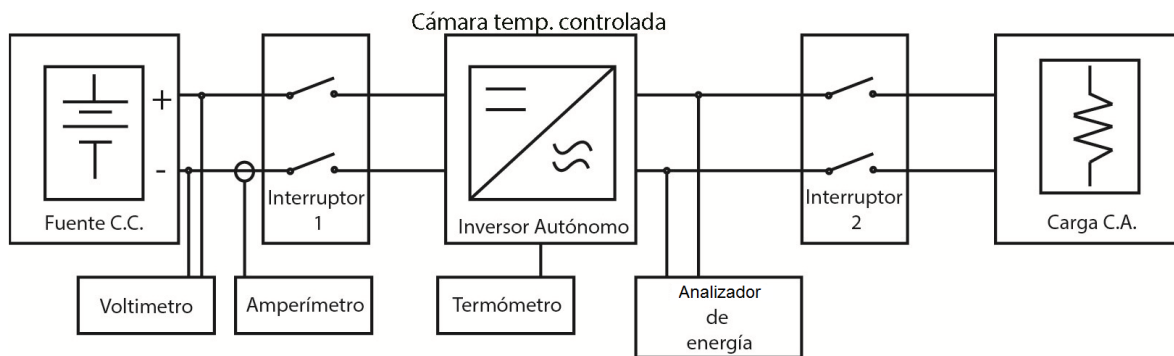 Cámara temp. controlada
+
-
Fuente C.C.
Interruptor
1
Inversor Autónomo
Interruptor
2
Carga C.A.
Voltimetro
Amperímetro
Termómetro
Analizador
de
energía